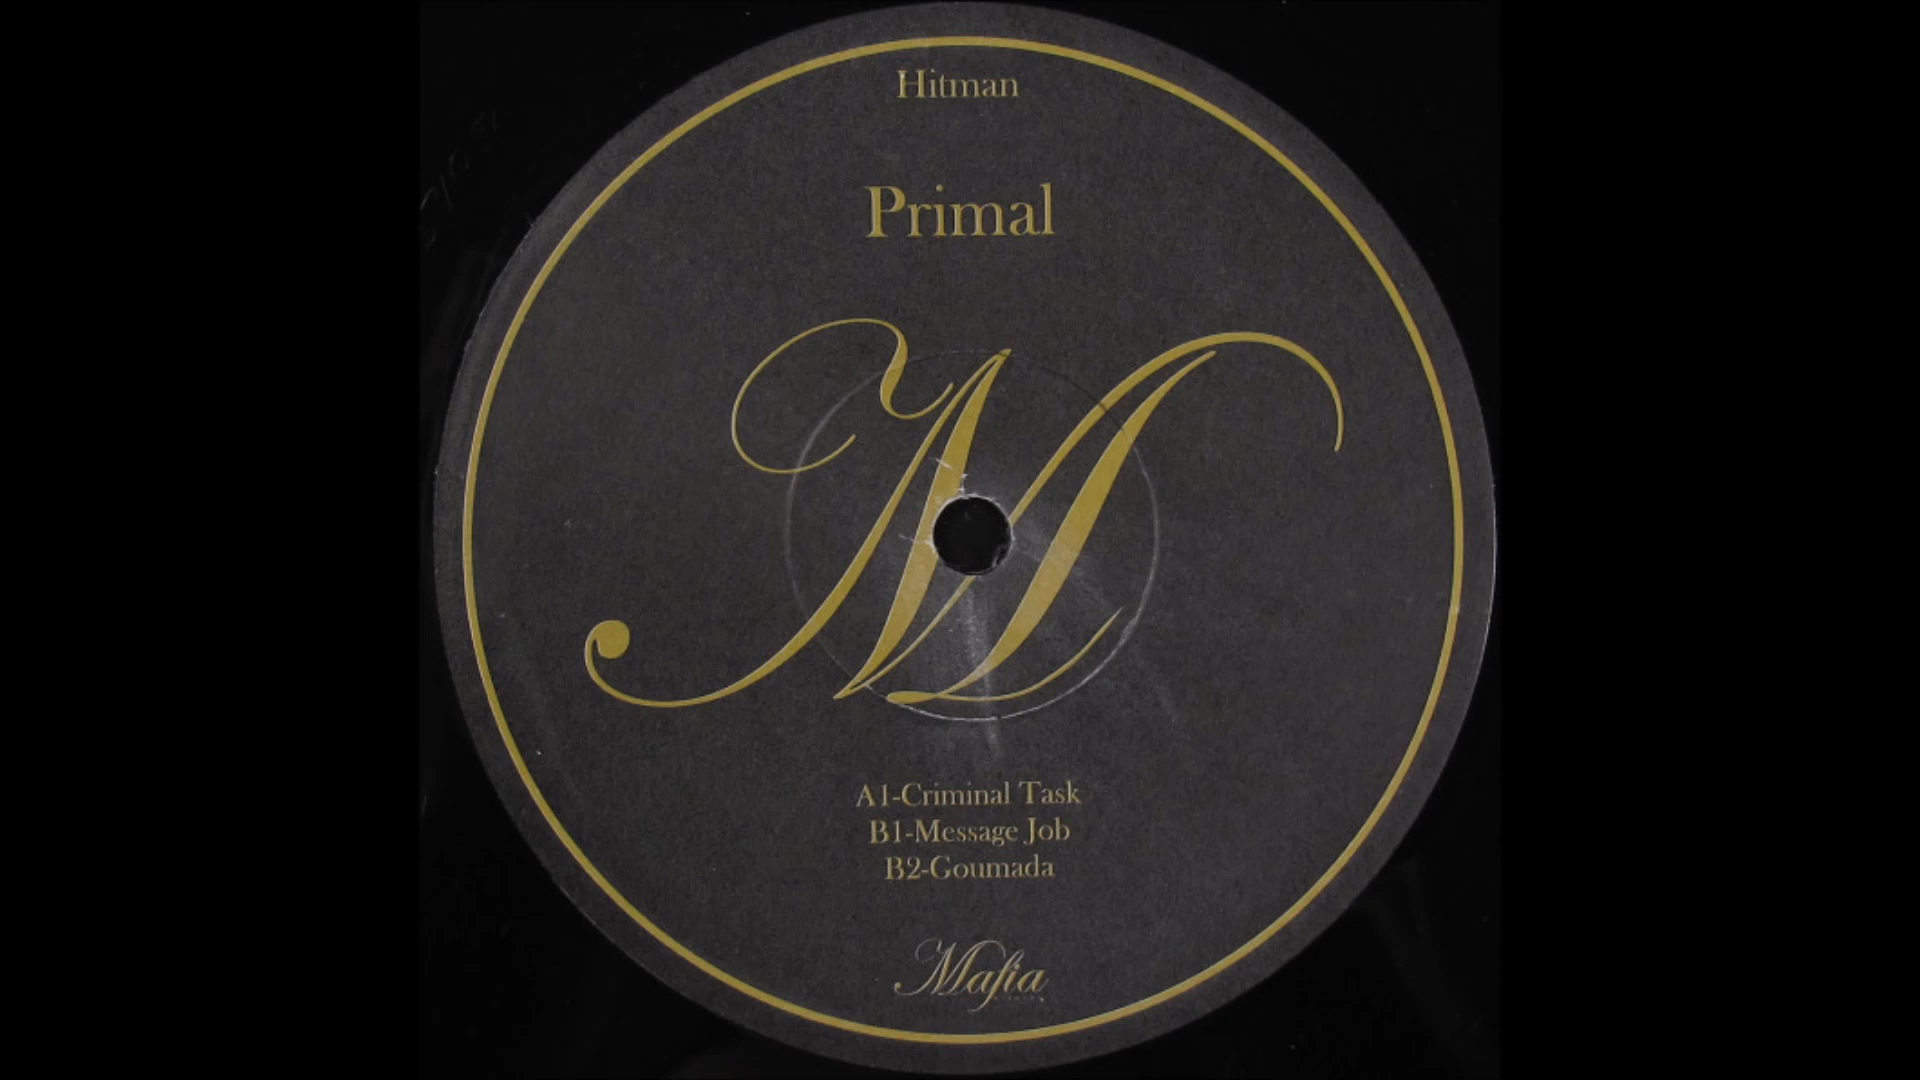 Hitman
Primal
M
A1-Criminal Task
B1-Message Job
B2-Goumada
Mafia